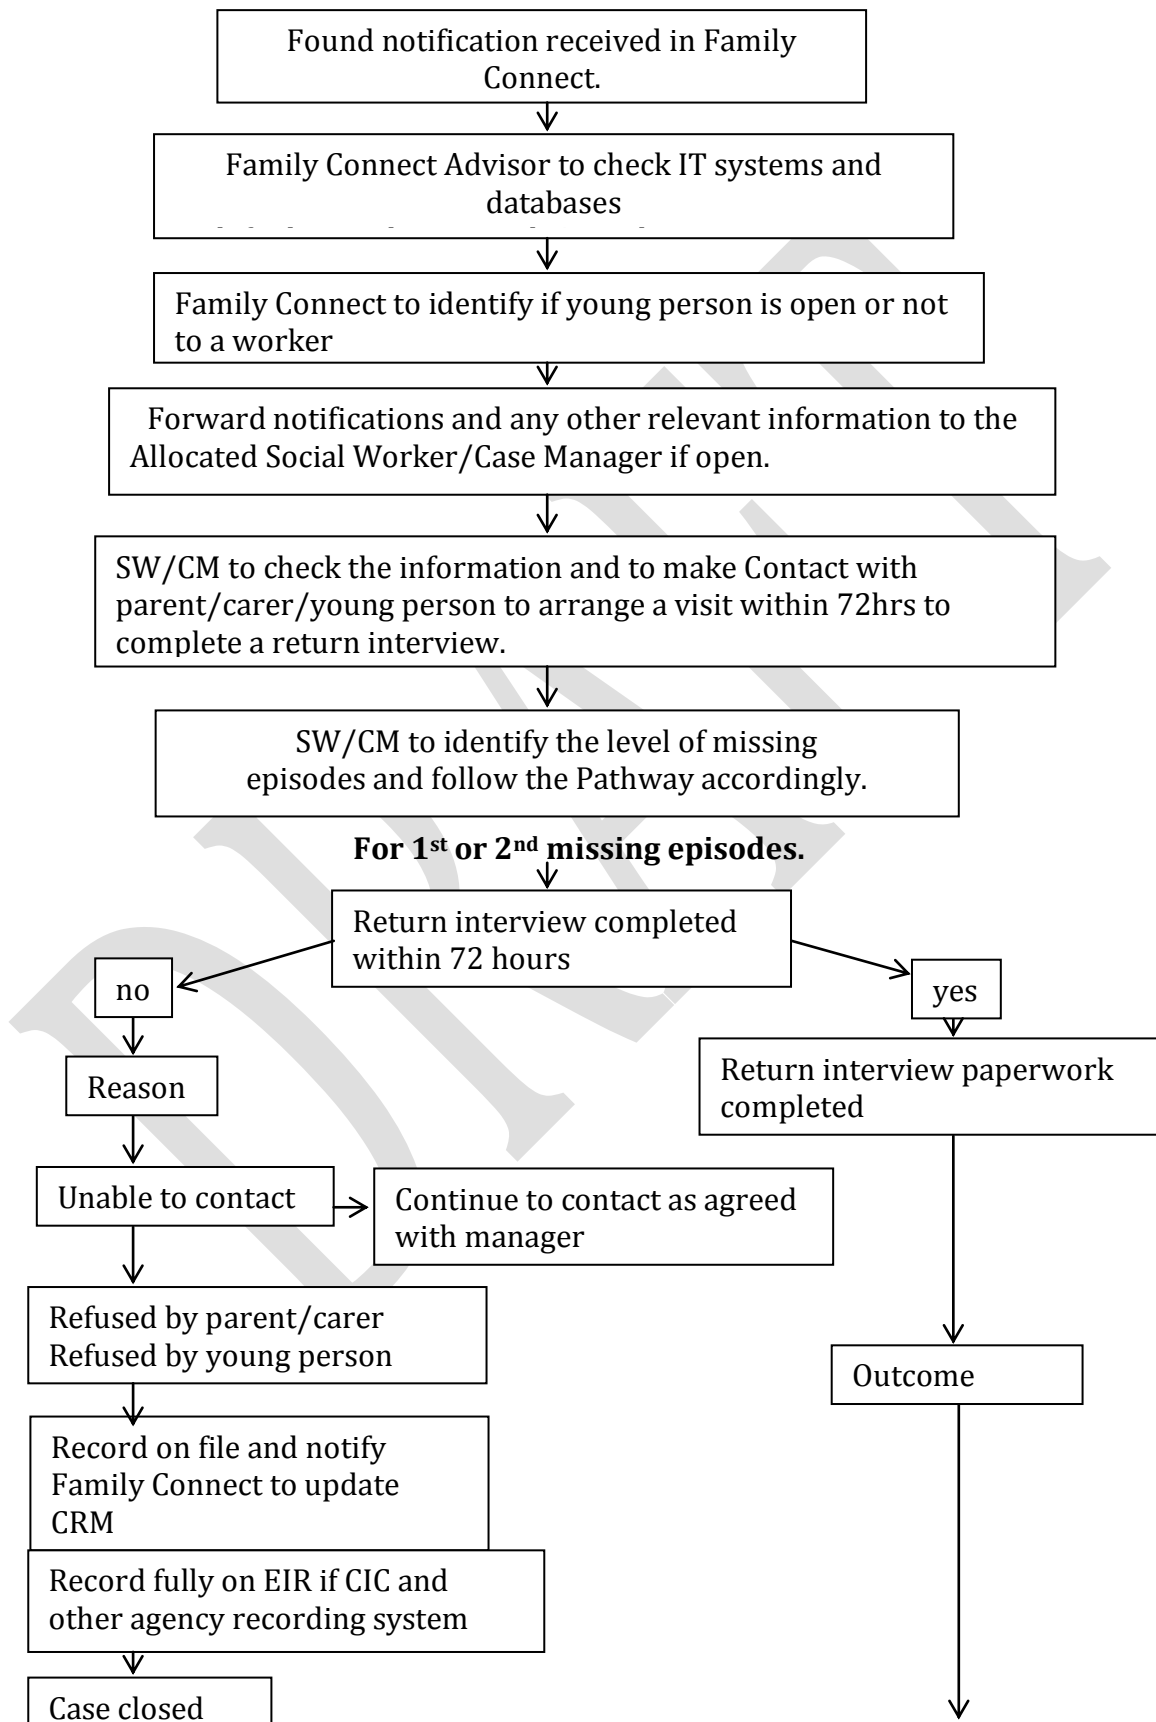 Found notification received in Family
Connect.
Family Connect Advisor to check IT systems and
databases
Family Connect to identify if young person is open or not
to a worker
Forward notifications and any other relevant information to the
Allocated Social Worker/Case Manager if open.
SW/CM to check the information and to make Contact with
parent/carer/young person to arrange a visit within 72hrs to
complete a return interview.
SW/CM to identify the level of missing
episodes and follow the Pathway accordingly.
For 1st or 2nd missing episodes.
Return interview completed
within 72 hours
no
yes
Reason
Return interview paperwork
completed
Unable to contact
Continue to contact as agreed
with manager
Refused by parent/carer
Refused by young person
Outcome
Record on file and notify
Family Connect to update
CRM
Record fully on EIR if CIC and
other agency recording system
Case closed
DRAFT